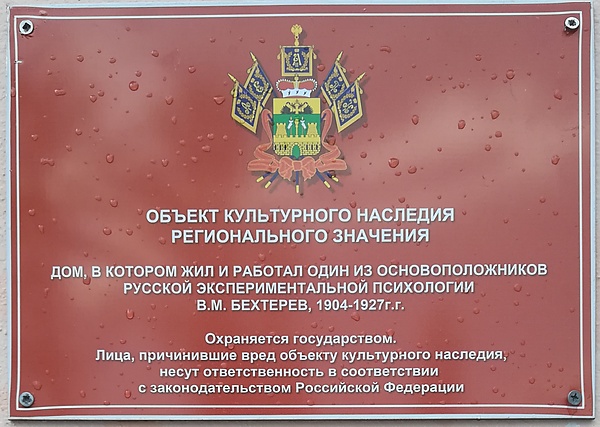 ОБЪЕКТ КУЛЬТУРНОГО НАСЛЕДИЯ
РЕГИОНАЛЬНОГО ЗНАЧЕНИЯ
ДОМ, В КОТОРОМ ЖИЛ И РАБОТАЛ ОДИН ИЗ ОСНОВОПОЛОЖНИКОВ
РУССКОЙ ЭКСПЕРИМЕНТАЛЬНОЙ ПСИХОЛОГИИ
В.М. БЕХТЕРЕВ, 1904-1927г.г.
Охраняется государством.
Лица, причинившие вред объекту культурного наследия,
несут ответственность в соответствии
с законодательством Российской Федерации